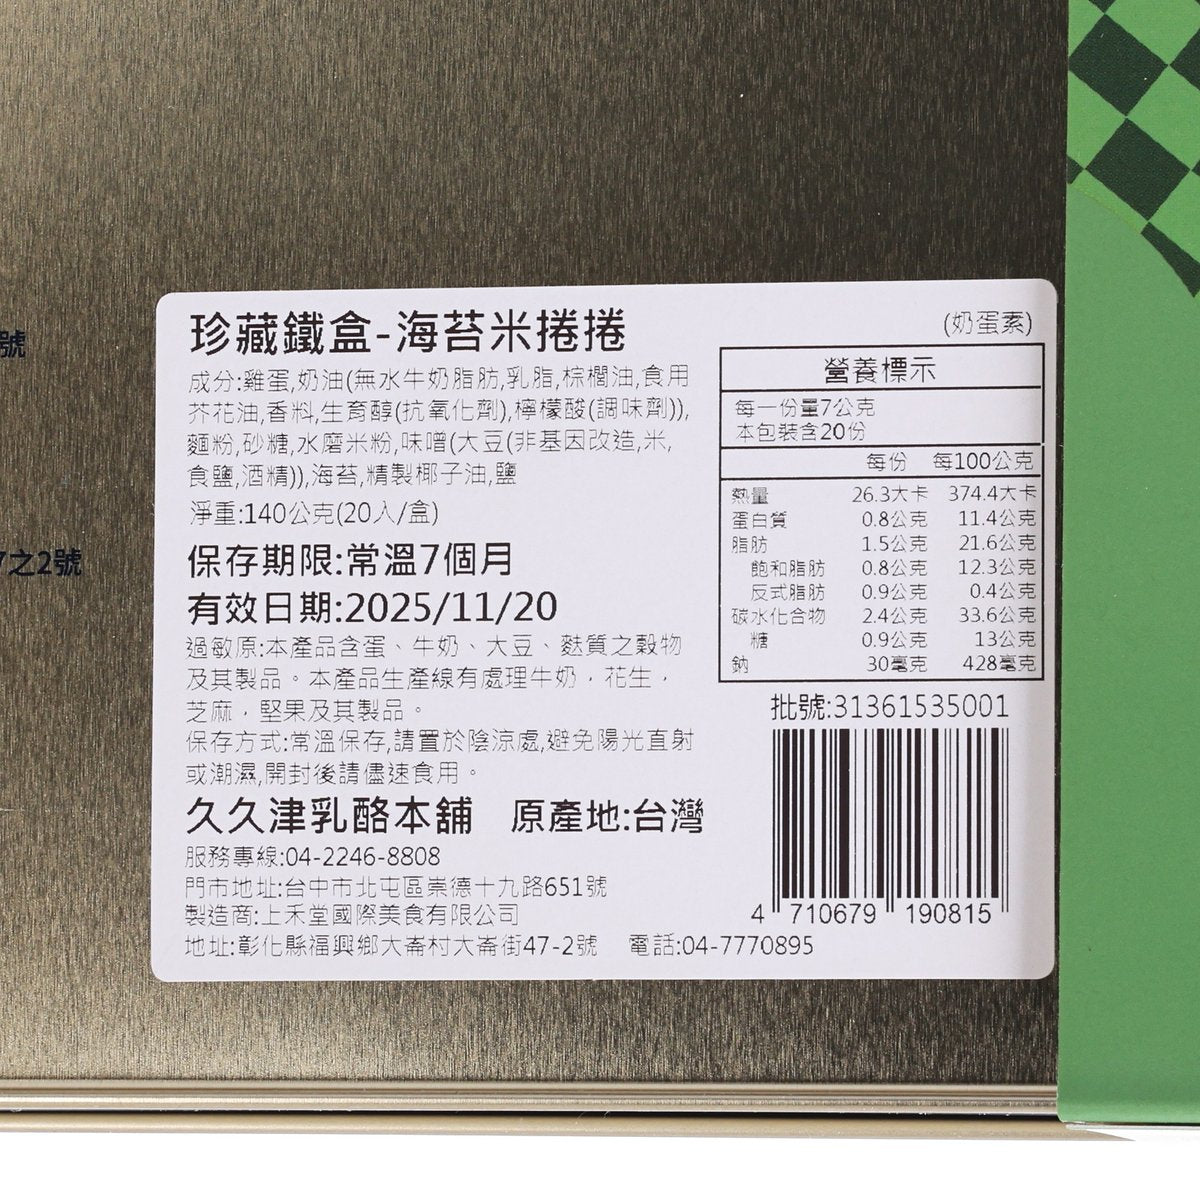 號
7之2號
珍藏鐵盒-海苔米捲捲
(奶蛋素)
成分:雞蛋,奶油(無水牛奶脂肪,乳脂,棕櫚油,食用
芥花油,香料,生育醇(抗氧化劑),檸檬酸(調味劑)),
麵粉,砂糖,水磨米粉,味噌(大豆(非基因改造,米,
食鹽,酒精)),海苔,精製椰子油,鹽
淨重:140公克(20入/盒)
保存期限:常溫7個月
有效日期:2025/11/20
過敏原:本產品含蛋、牛奶、大豆、麩質之穀物
及其製品。本產品生產線有處理牛奶，花生，
芝麻，堅果及其製品。
保存方式:常溫保存,請置於陰涼處,避免陽光直射
或潮濕,開封後請儘速食用。
久久津乳酪本舖 原產地:台灣
服務專線:04-2246-8808
門市地址:台中市北屯區崇德十九路651號
製造商:上禾堂國際美食有限公司
地址:彰化縣福興鄉大崙村大崙街47-2號 電話:04-7770895
營養標示
每一份量7公克
本包裝含20份
每份 每100公克
熱量 26.3大卡 374.4大卡
蛋白質 0.8公克 11.4公克
脂肪 1.5公克 21.6公克
飽和脂肪 0.8公克 12.3公克
反式脂肪 0.9公克 0.4公克
碳水化合物 2.4公克 33.6公克
糖 0.9公克 13公克
鈉 30毫克 428毫克
批號:31361535001
4 710679 190815